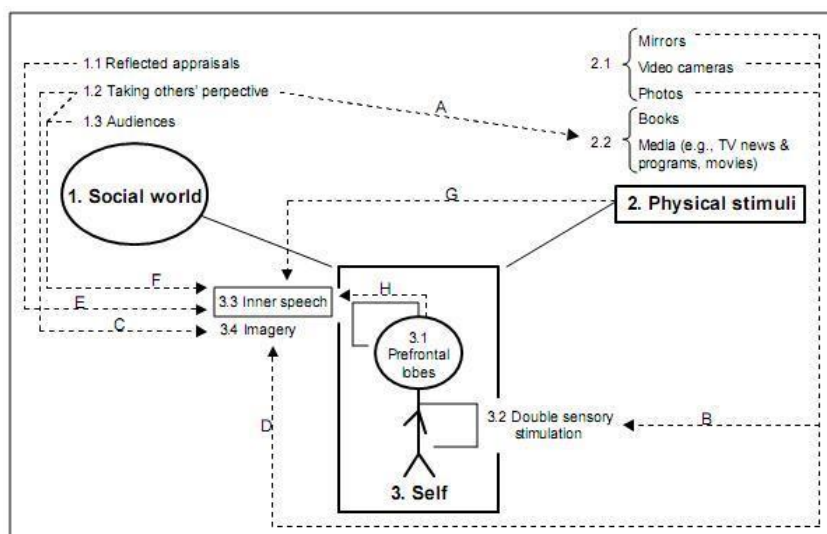 1.1 Reflected appraisals
1.2 Taking others' perpective
1.3 Audiences
A
2.1
Mirrors
Video cameras
Photos
2.2
Books
Media (e.g., TV news &
programs, movies)
1. Social world
G
2. Physical stimuli
F
E
C
3.3 Inner speech
3.4 Imagery
H
3.1
Prefrontal
lobes
D
3.2 Double sensory
stimulation
B
3. Self